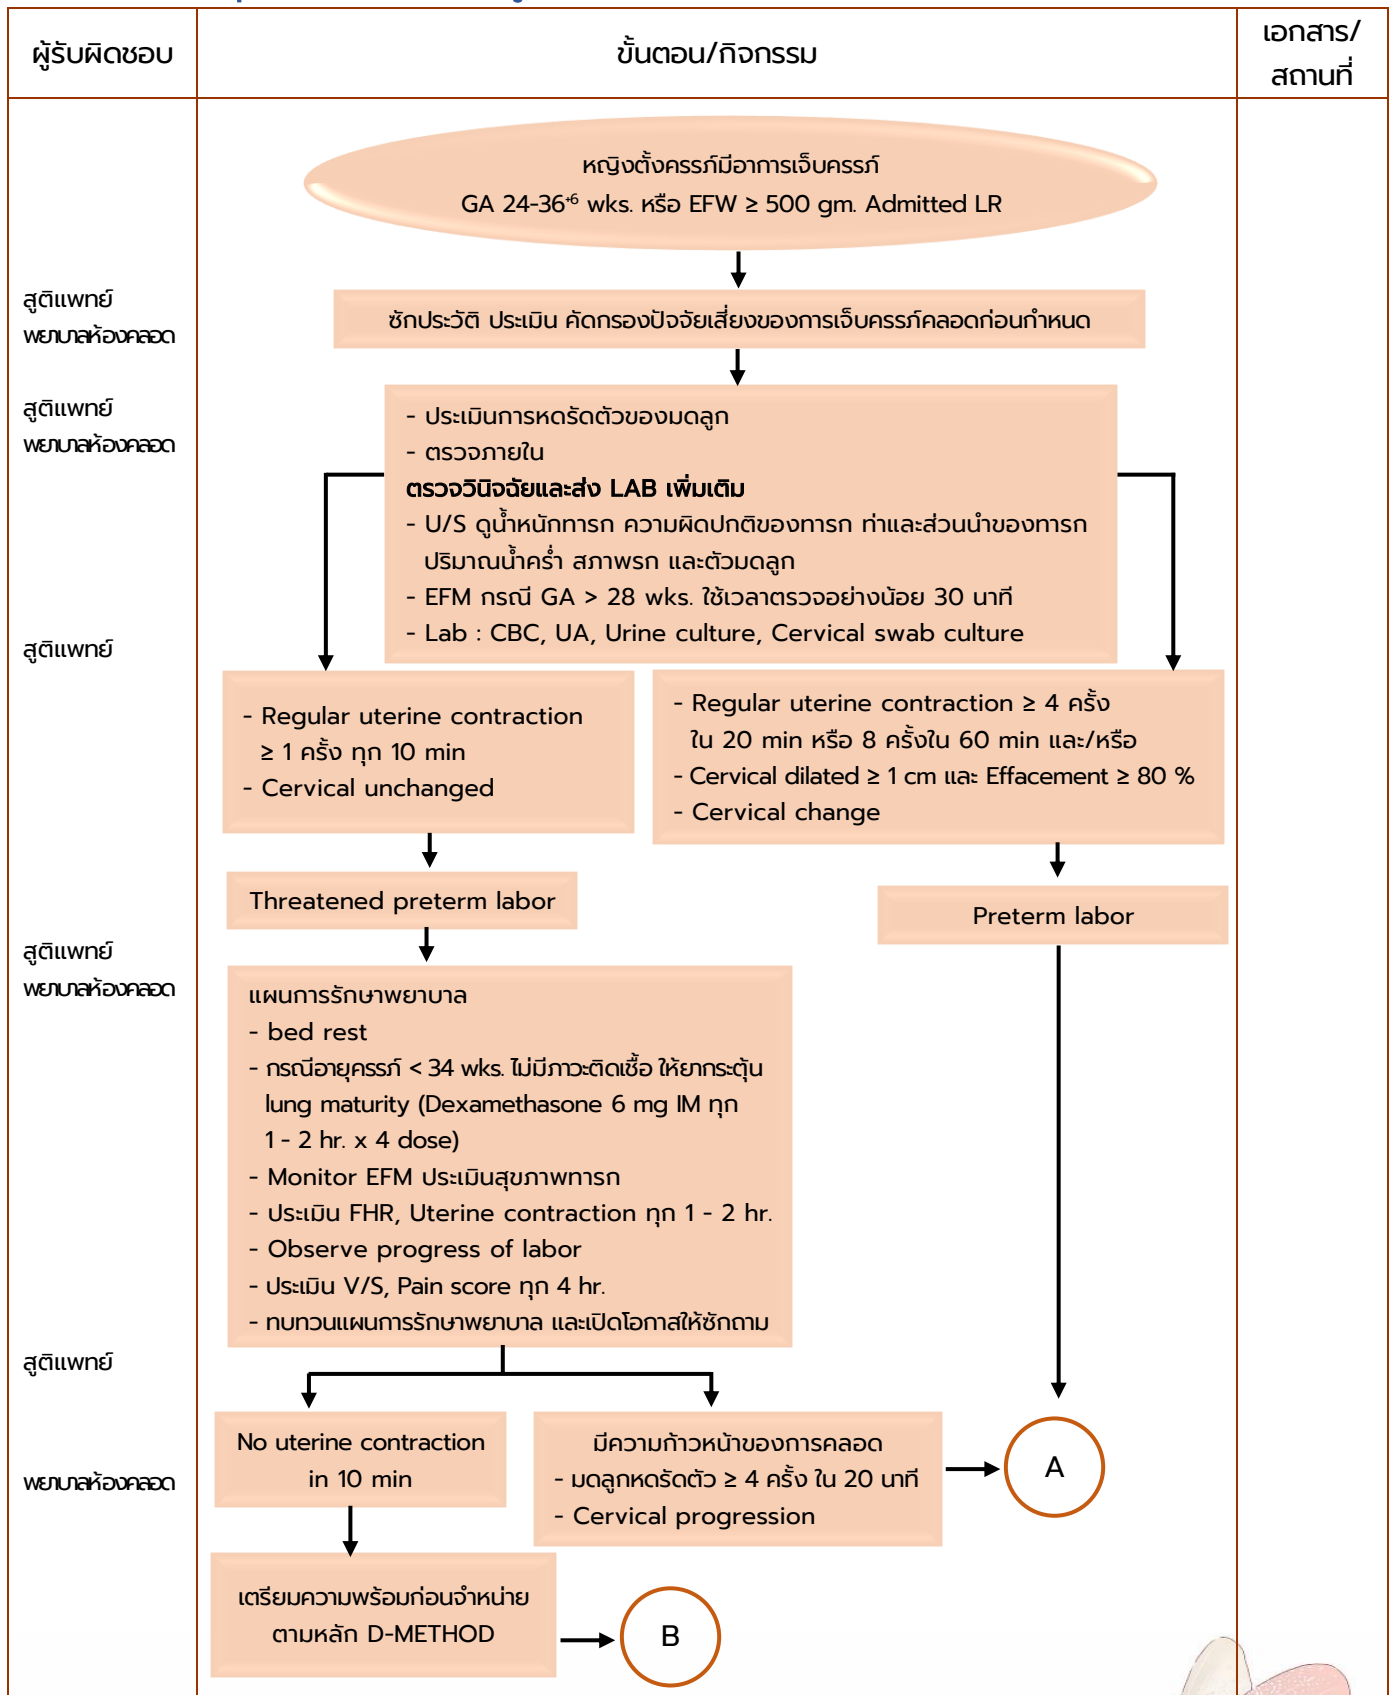 ผู้รับผิดชอบ
ขั้นตอน/กิจกรรม
เอกสาร/
สถานที่
หญิงตั้งครรภ์มีอาการเจ็บครรภ์
GA 24-36⁺⁶ wks. หรือ EFW ≥ 500 gm. Admitted LR
สูติแพทย์
พยาบาลห้องคลอด
ซักประวัติ ประเมิน คัดกรองปัจจัยเสี่ยงของการเจ็บครรภ์คลอดก่อนกำหนด
สูติแพทย์
พยาบาลห้องคลอด
- ประเมินการหดรัดตัวของมดลูก
- ตรวจภายใน
ตรวจวินิจฉัยและส่ง LAB เพิ่มเติม
- U/S ดูน้ำหนักทารก ความผิดปกติของทารก ท่าและส่วนนำของทารก
ปริมาณน้ำคร่ำ สภาพรก และตัวมดลูก
- EFM กรณี GA > 28 wks. ใช้เวลาตรวจอย่างน้อย 30 นาที
- Lab : CBC, UA, Urine culture, Cervical swab culture
สูติแพทย์
- Regular uterine contraction
≥ 1 ครั้ง ทุก 10 min
- Cervical unchanged
- Regular uterine contraction ≥ 4 ครั้ง
ใน 20 min หรือ 8 ครั้งใน 60 min และ/หรือ
- Cervical dilated ≥ 1 cm และ Effacement ≥ 80 %
- Cervical change
Threatened preterm labor
Preterm labor
สูติแพทย์
พยาบาลห้องคลอด
แผนการรักษาพยาบาล
- bed rest
- กรณีอายุครรภ์ < 34 wks. ไม่มีภาวะติดเชื้อ ให้ยากระตุ้น
lung maturity (Dexamethasone 6 mg IM ทุก
1 - 2 hr. x 4 dose)
- Monitor EFM ประเมินสุขภาพทารก
- ประเมิน FHR, Uterine contraction ทุก 1 - 2 hr.
- Observe progress of labor
- ประเมิน V/S, Pain score ทุก 4 hr.
- ทบทวนแผนการรักษาพยาบาล และเปิดโอกาสให้ซักถาม
สูติแพทย์
No uterine contraction
in 10 min
มีความก้าวหน้าของการคลอด
- มดลูกหดรัดตัว ≥ 4 ครั้ง ใน 20 นาที
- Cervical progression
A
พยาบาลห้องคลอด
เตรียมความพร้อมก่อนจำหน่าย
ตามหลัก D-METHOD
B